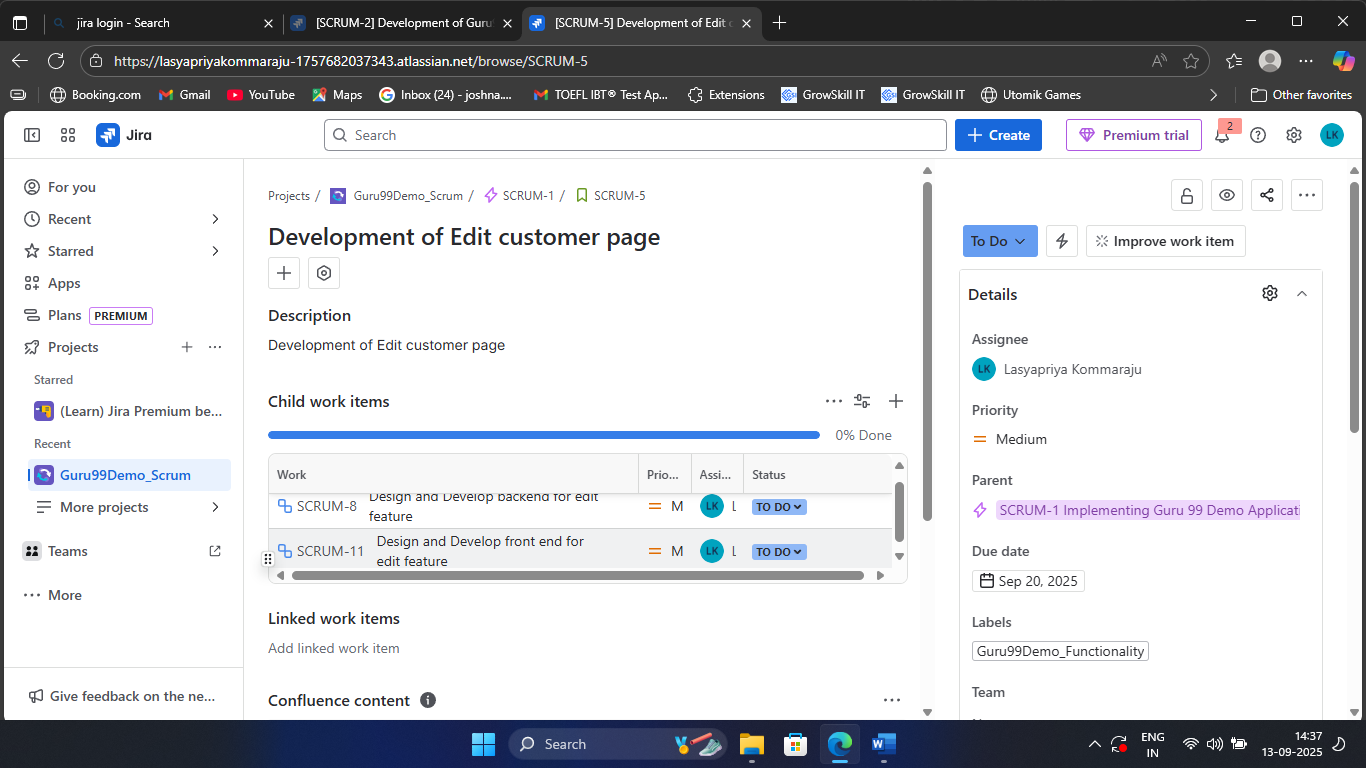 jira login - Search
[SCRUM-2] Development of Guru
[SCRUM-5] Development of Edit c
https://lasyapriyakommaraju-1757682037343.atlassian.net/browse/SCRUM-5
Booking.com
Gmail
YouTube
Maps
Inbox (24) - joshna....
TOEFL IBT® Test Ap...
Extensions
GrowSkill IT
GrowSkill IT
Utomik Games
Other favorites
Jira
Search
Create
Premium trial
2
LK
For you
Recent
Starred
Apps
Plans PREMIUM
Projects
Starred
(Learn) Jira Premium be...
Recent
Guru99Demo_Scrum
More projects
Teams
More
Give feedback on the ne...
Projects / Guru99Demo_Scrum / SCRUM-1 / SCRUM-5
Development of Edit customer page
Description
Development of Edit customer page
Child work items
0% Done
Work Prio... Assi... Status
SCRUM-8 Design and Develop backend for edit
feature
M LK L TO DO
SCRUM-11 Design and Develop front end for
edit feature
M LK L TO DO
Linked work items
Add linked work item
Confluence content
To Do
Improve work item
Details
Assignee
LK Lasyapriya Kommaraju
Priority
Medium
Parent
SCRUM-1 Implementing Guru 99 Demo Applicati
Due date
Sep 20, 2025
Labels
Guru99Demo_Functionality
Team
Search
ENG
IN
14:37
13-09-2025